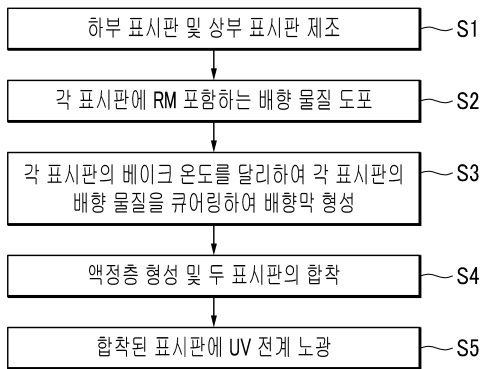 하부 표시판 및 상부 표시판 제조
S1
각 표시판에 RM 포함하는 배향 물질 도포
S2
각 표시판의 베이크 온도를 달리하여 각 표시판의
배향 물질을 큐어링하여 배향막 형성
S3
액정층 형성 및 두 표시판의 합착
S4
합착된 표시판에 UV 전계 노광
S5